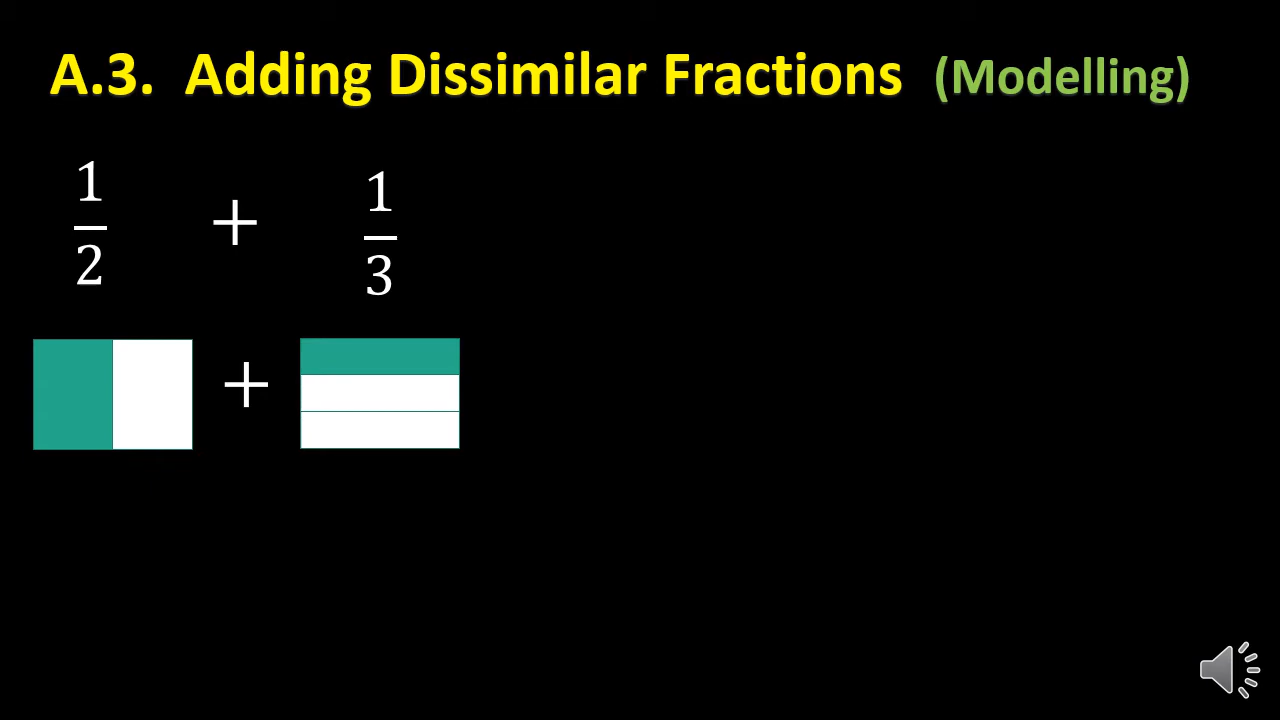 A.3. Adding Dissimilar Fractions (Modelling)
1/2 + 1/3
+